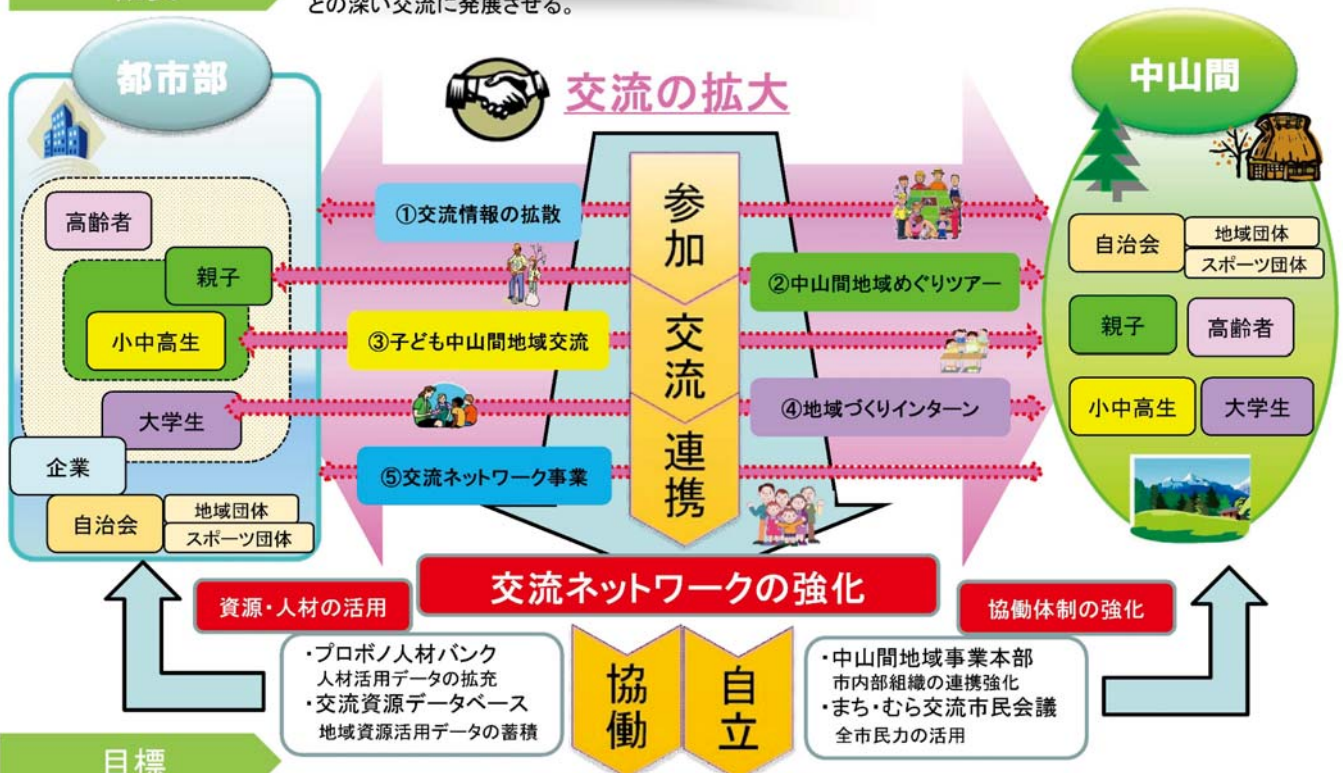 との深い交流に発展させる。
都市部
中山間
交流の拡大
参加
交流
連携
①交流情報の拡散
②中山間地域めぐりツアー
③子ども中山間地域交流
④地域づくりインターン
⑤交流ネットワーク事業
高齢者
親子
小中高生
大学生
企業
自治会
地域団体
スポーツ団体
自治会
地域団体
スポーツ団体
親子
高齢者
小中高生
大学生
交流ネットワークの強化
資源・人材の活用
協働体制の強化
・プロボノ人材バンク
人材活用データの拡充
・交流資源データベース
地域資源活用データの蓄積
協働
自立
・中山間地域事業本部
市内部組織の連携強化
・まち・むら交流市民会議
全市民力の活用
目標